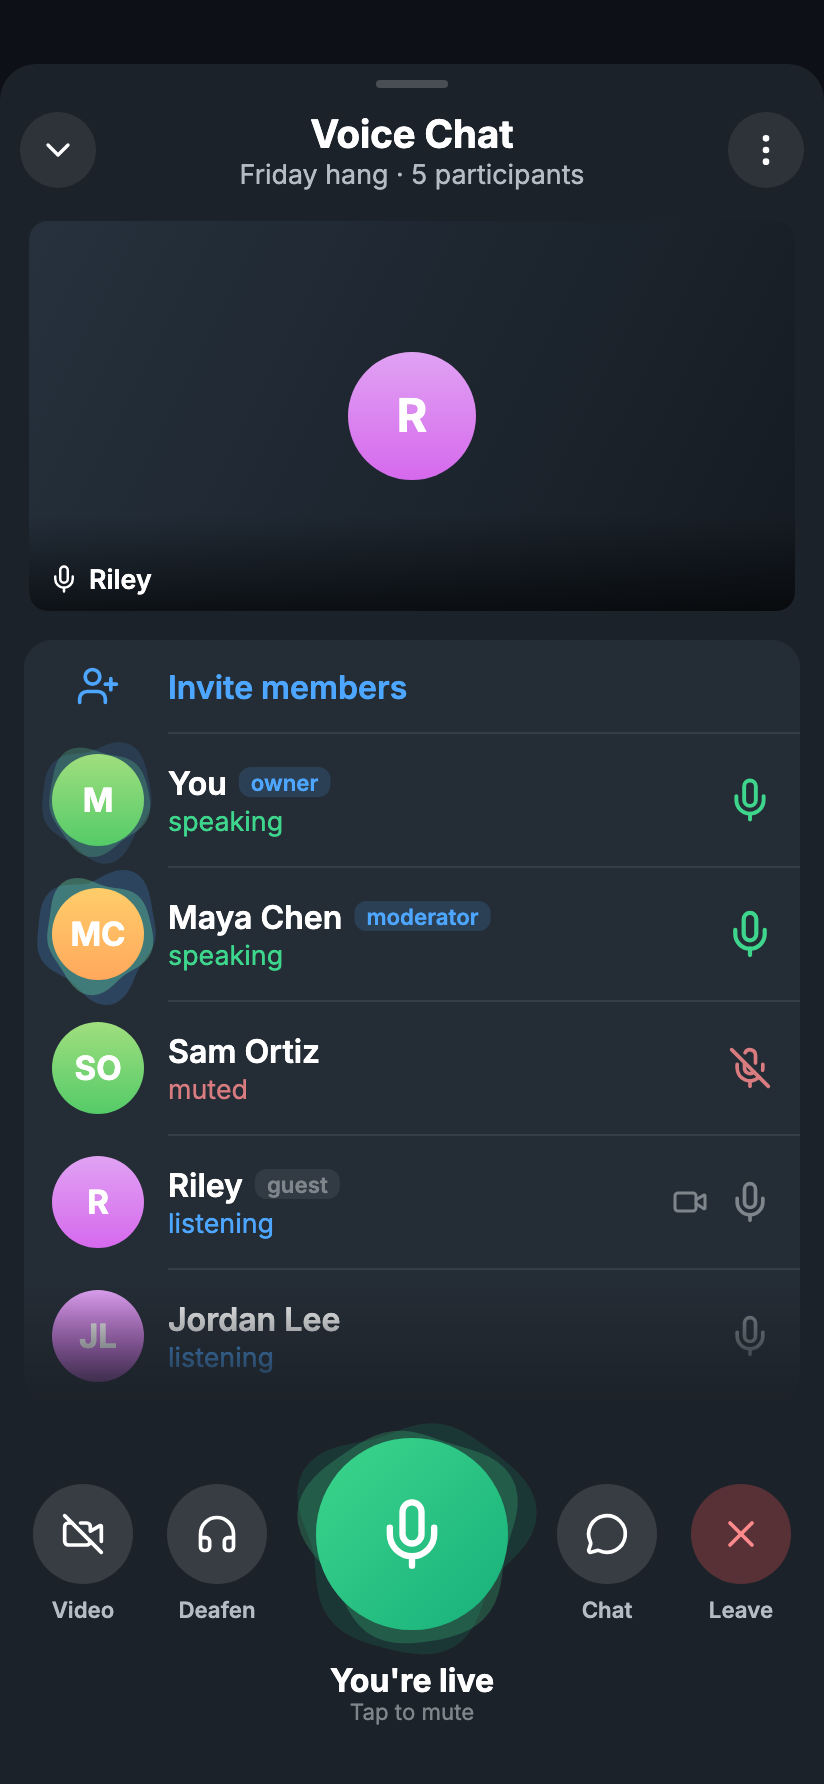 Voice Chat
Friday hang · 5 participants
R
Riley
Invite members
M
You owner
speaking
MC
Maya Chen moderator
speaking
SO
Sam Ortiz
muted
R
Riley guest
listening
JL
Jordan Lee
listening
Video
Deafen
Chat
Leave
You're live
Tap to mute